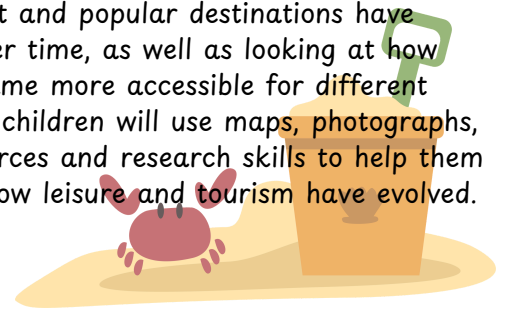 t and popular destinations have
er time, as well as looking at how
me more accessible for different
children will use maps, photographs,
rces and research skills to help them
ow leisure and tourism have evolved.